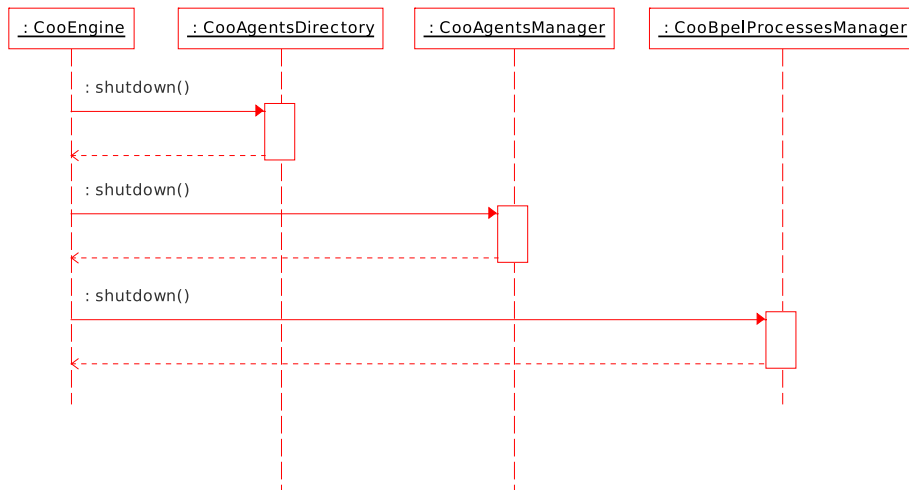 : CooEngine
: CooAgentsDirectory
: CooAgentsManager
: CooBpelProcessesManager
: shutdown()
: shutdown()
: shutdown()